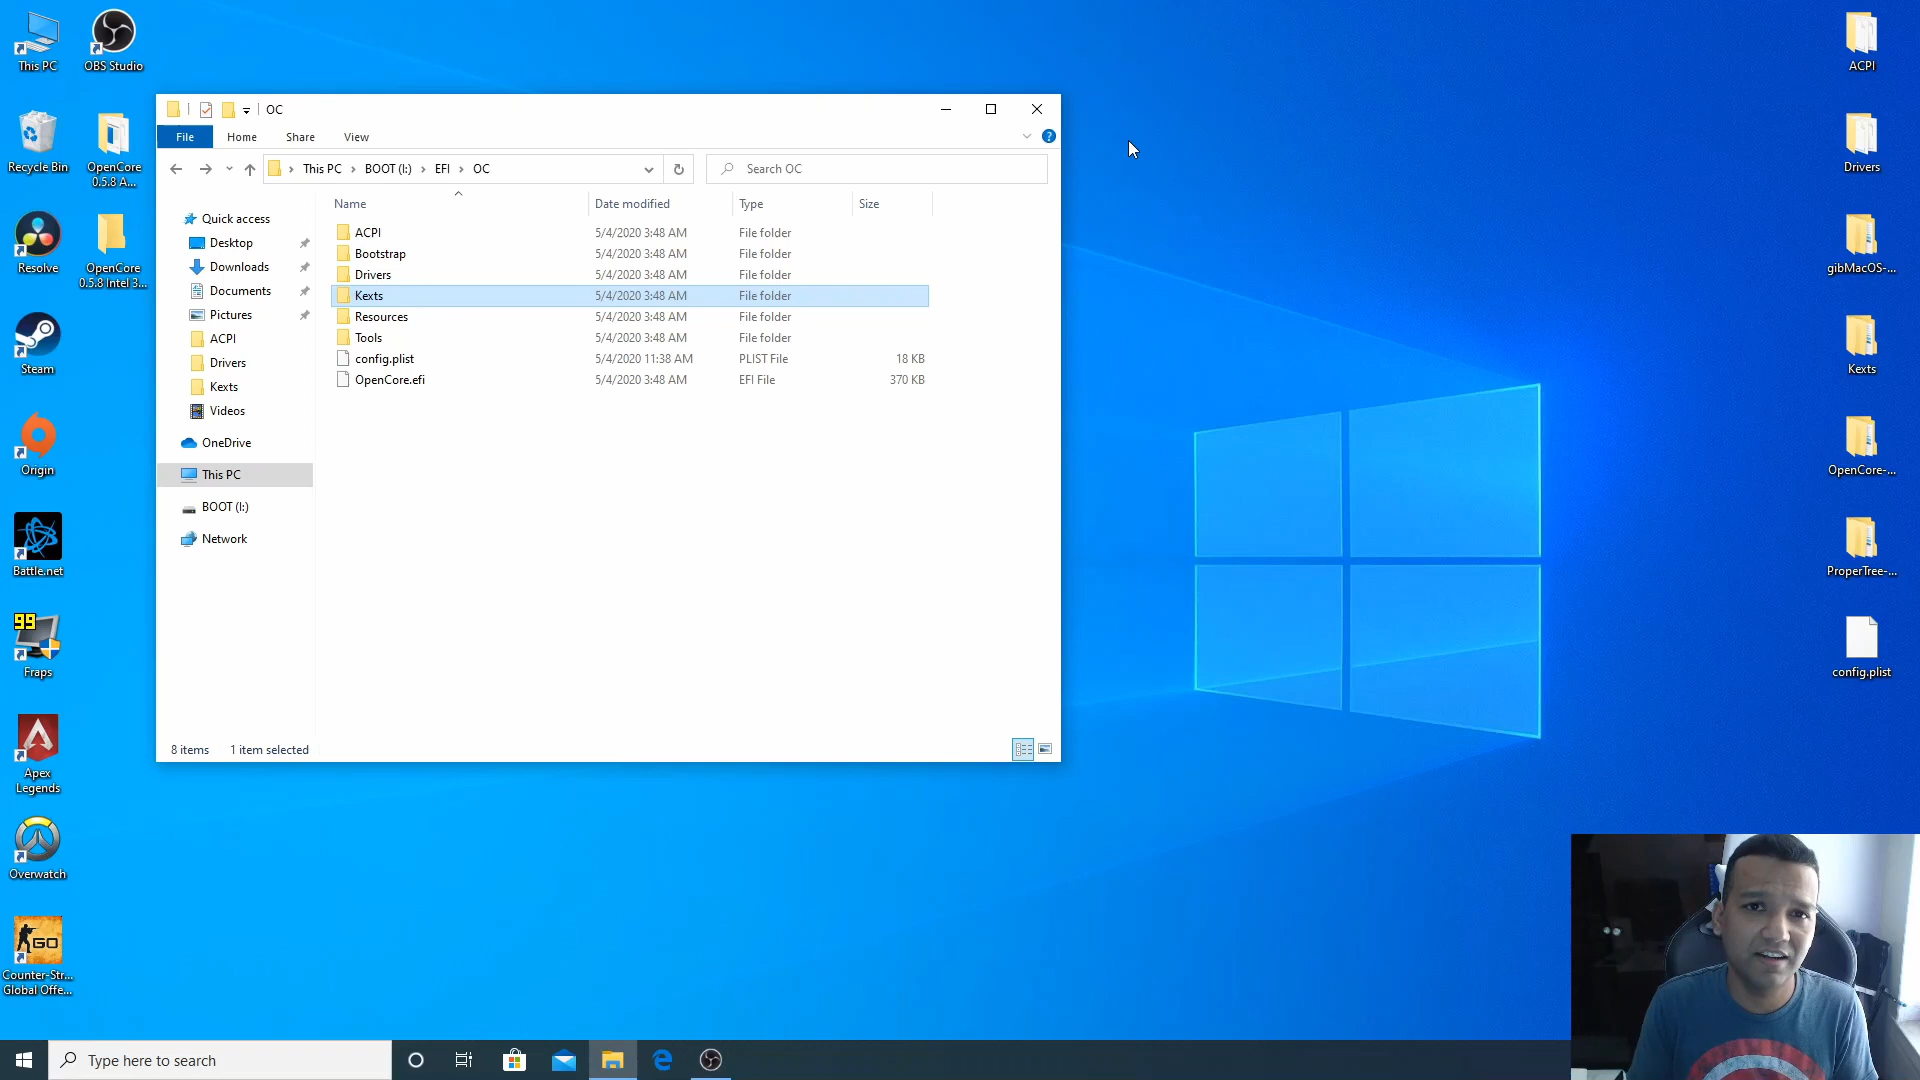 This PC
OBS Studio
Recycle Bin
OpenCore
0.5.8 A...
Resolve
OpenCore
0.5.8 Intel 3...
Steam
Origin
Battle.net
99
Fraps
Apex
Legends
Overwatch
GO
Counter-Str...
Global Offe...
OC
File
Home
Share
View
This PC
BOOT (I:)
EFI
OC
Search OC
Quick access
Desktop
Downloads
Documents
Pictures
ACPI
Drivers
Kexts
Videos
OneDrive
This PC
BOOT (I:)
Network
Name Date modified Type Size
ACPI 5/4/2020 3:48 AM File folder
Bootstrap 5/4/2020 3:48 AM File folder
Drivers 5/4/2020 3:48 AM File folder
Kexts 5/4/2020 3:48 AM File folder
Resources 5/4/2020 3:48 AM File folder
Tools 5/4/2020 3:48 AM File folder
config.plist 5/4/2020 11:38 AM PLIST File 18 KB
OpenCore.efi 5/4/2020 3:48 AM EFI File 370 KB
8 items 1 item selected
ACPI
Drivers
gibMacOS-...
Kexts
OpenCore-...
ProperTree-...
config.plist
Type here to search